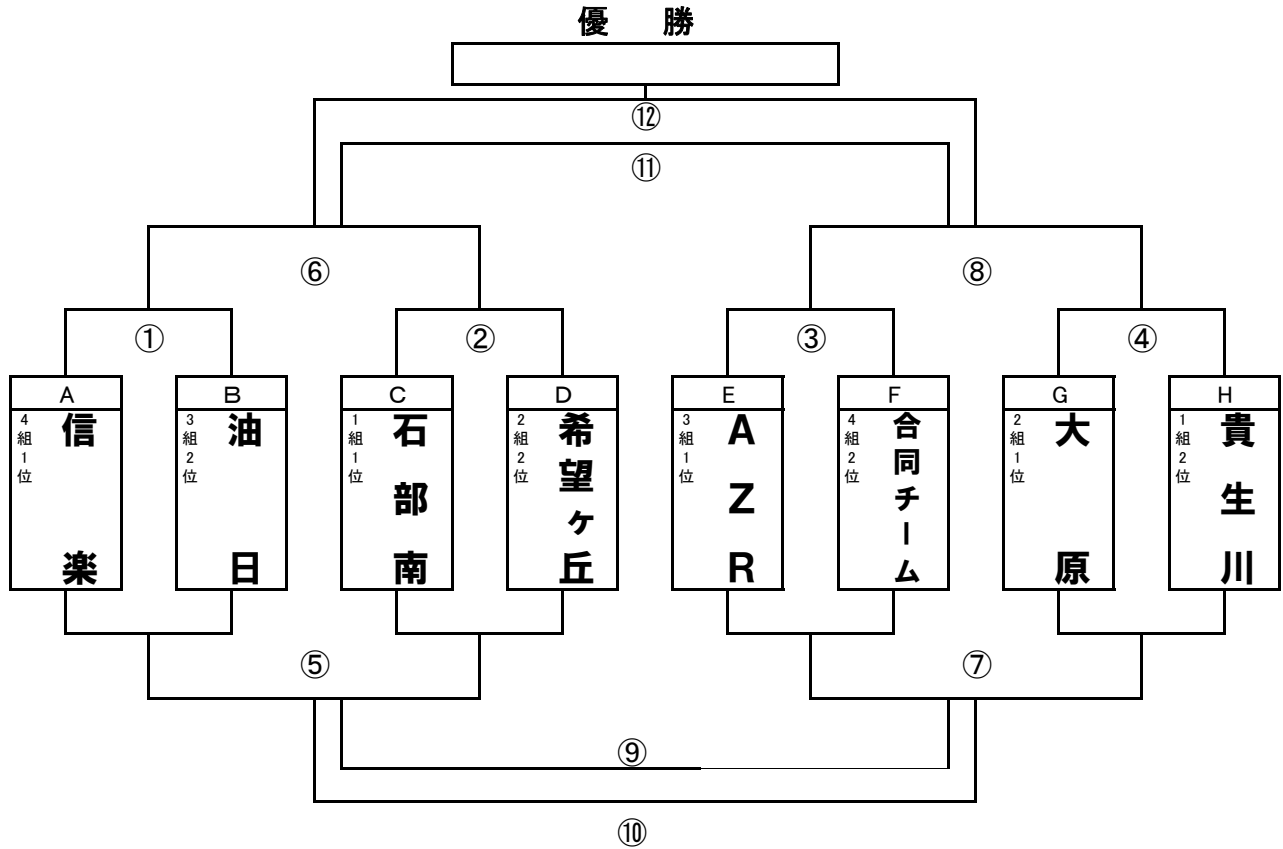 優　勝
⑫
⑪
⑥
⑧
①
②
③
④
A
B
C
D
E
F
G
H
4組1位
信楽
3組2位
油日
1組1位
石部南
2組2位
希望ヶ丘
3組1位
AZR
4組2位
合同チーム
2組1位
大原
1組2位
貴生川
⑤
⑦
⑨
⑩